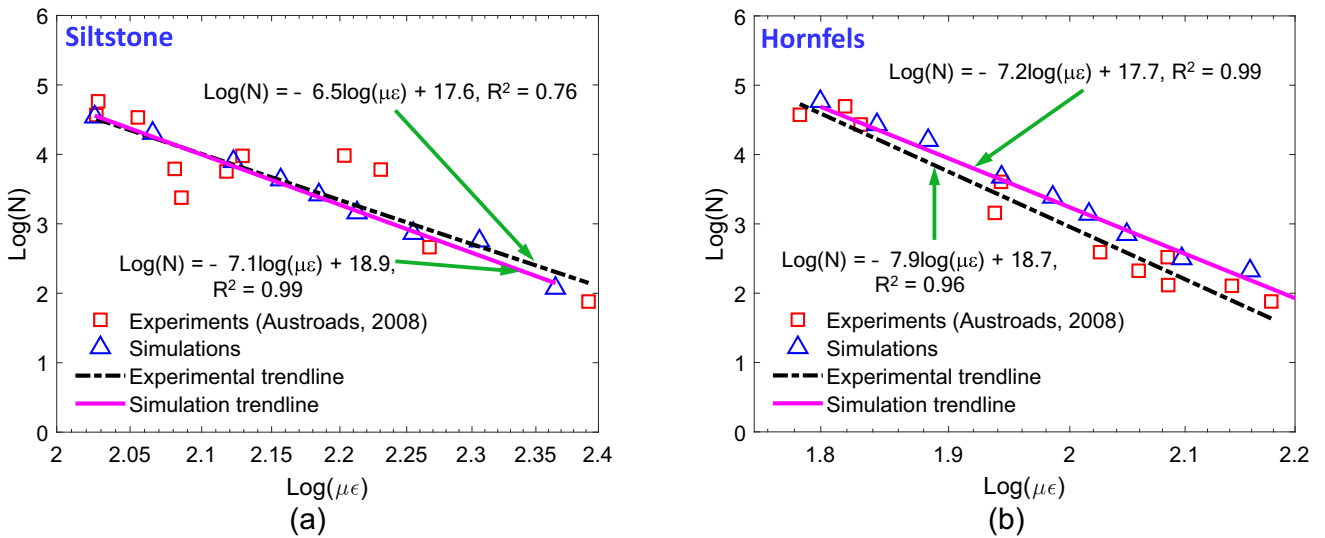 Siltstone
Log(N) = - 6.5log(με) + 17.6, R² = 0.76
Log(N) = - 7.1log(με) + 18.9,
R² = 0.99
Experiments (Austroads, 2008)
Simulations
Experimental trendline
Simulation trendline
6
5
4
3
2
1
0
Log(N)
2 2.05 2.1 2.15 2.2 2.25 2.3 2.35 2.4
Log(μϵ)
(a)
Hornfels
Log(N) = - 7.2log(με) + 17.7, R² = 0.99
Log(N) = - 7.9log(με) + 18.7,
R² = 0.96
Experiments (Austroads, 2008)
Simulations
Experimental trendline
Simulation trendline
6
5
4
3
2
1
0
Log(N)
1.8 1.9 2 2.1 2.2
Log(μϵ)
(b)